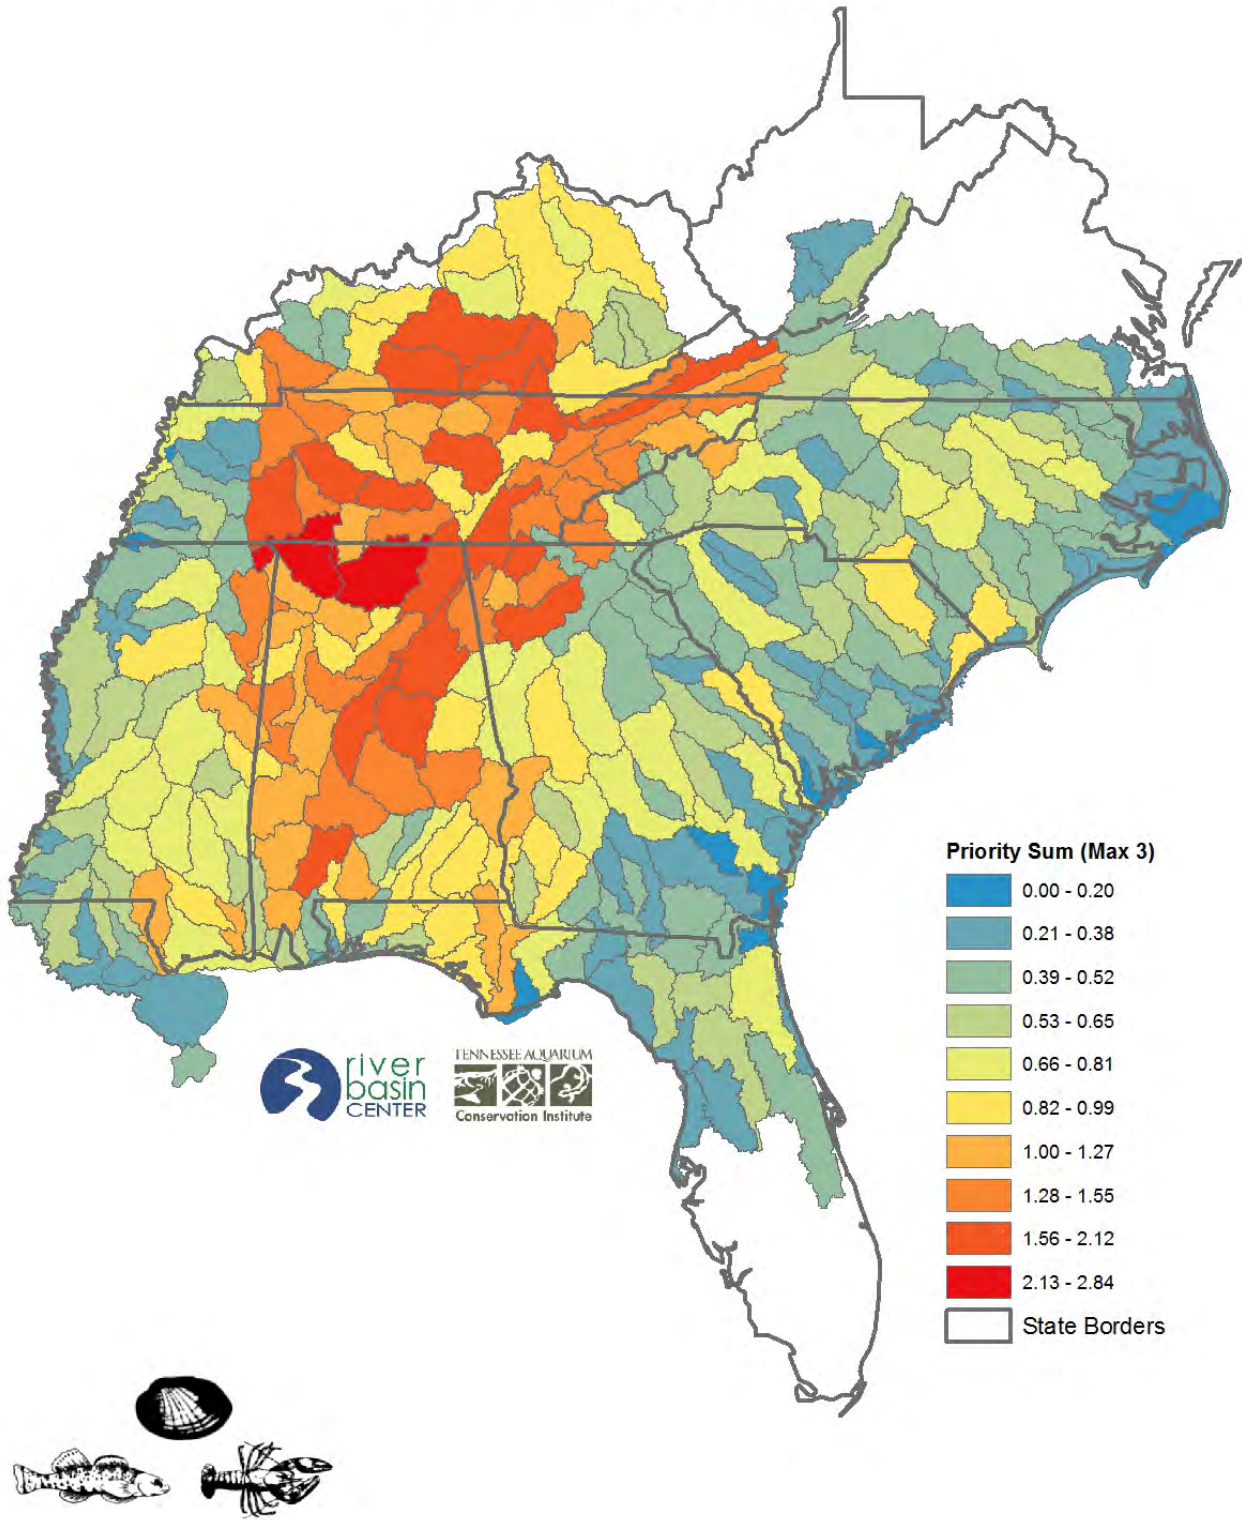 Priority Sum (Max 3)
0.00 - 0.20
0.21 - 0.38
0.39 - 0.52
0.53 - 0.65
0.66 - 0.81
0.82 - 0.99
1.00 - 1.27
1.28 - 1.55
1.56 - 2.12
2.13 - 2.84
State Borders
river
basin
CENTER
TENNESSEE AQUARIUM
Conservation Institute